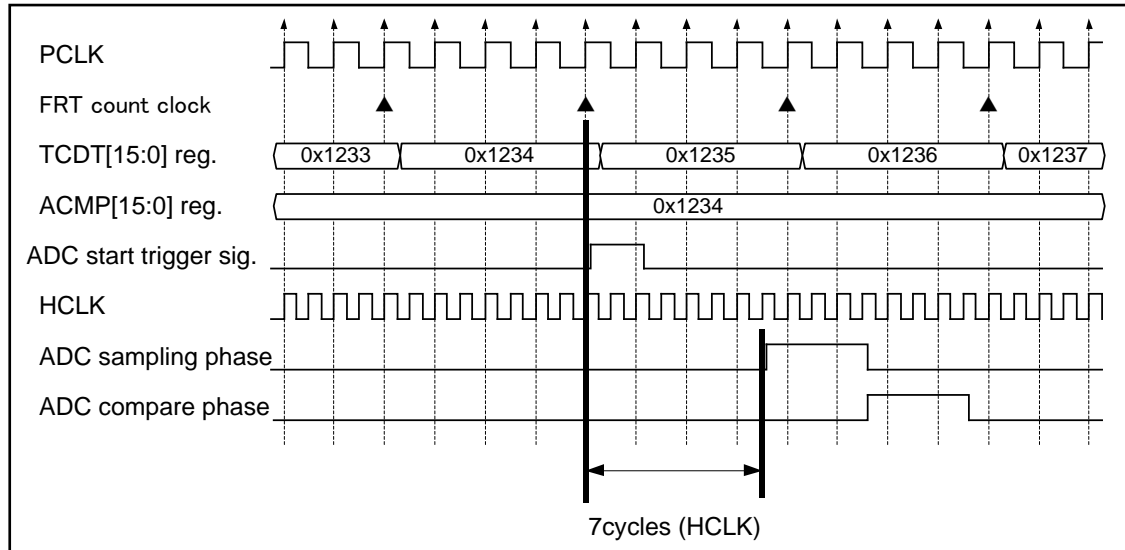 PCLK
FRT count clock
TCDT[15:0] reg. 0x1233 0x1234 0x1235 0x1236 0x1237
ACMP[15:0] reg. 0x1234
ADC start trigger sig.
HCLK
ADC sampling phase
ADC compare phase
7cycles (HCLK)